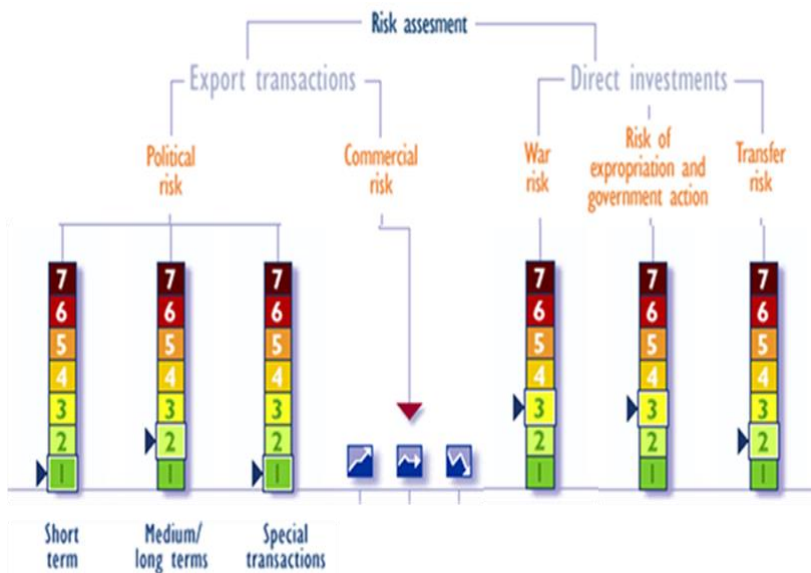 Risk assesment
Export transactions
Direct investments
Political
risk
Commercial
risk
War
risk
Risk of
expropriation and
government action
Transfer
risk
7 7 7 7 7 7
6 6 6 6 6 6
5 5 5 5 5 5
4 4 4 4 4 4
3 3 3 3 3 3
2 2 2 2 2 2
1 1 1 1 1 1
Short
term
Medium/
long terms
Special
transactions